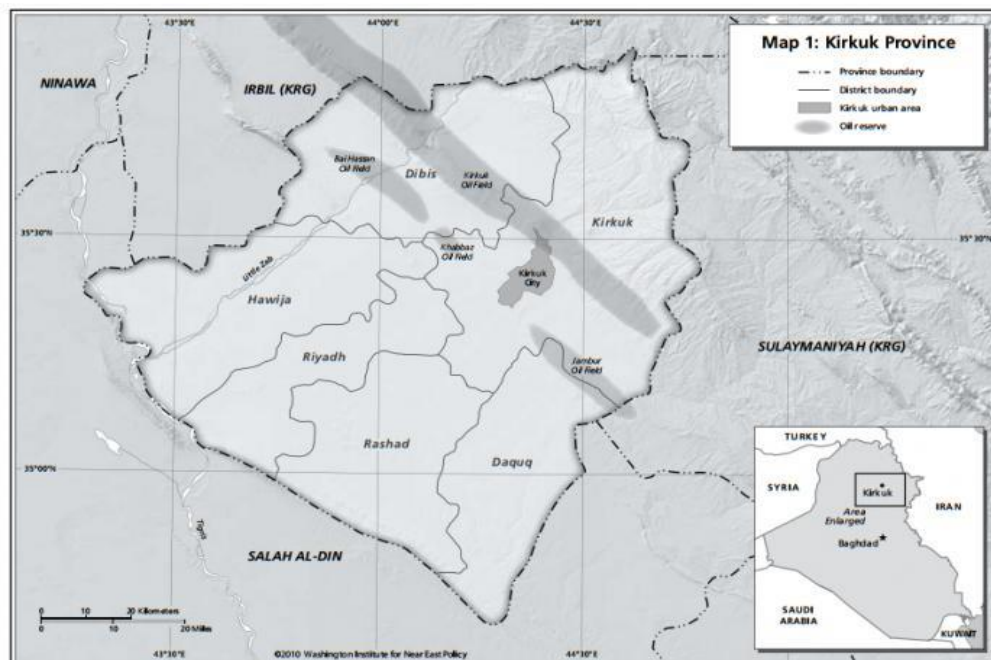 43°30'E
44°00'E
44°30'E
Map 1: Kirkuk Province
Province boundary
District boundary
Kirkuk urban area
Oil reserve
NINAWA
IRBIL (KRG)
Bai Hassan
Oil Field
Dibis
Kirkuk
Oil Field
Kirkuk
35°30'N
35°30'N
Khabbaz
Oil Field
Little Zab
Kirkuk
City
Hawija
SULAYMANIYAH (KRG)
Riyadh
Jambur
Oil Field
Rashad
Daquq
35°00'N
Tigris
SALAH AL-DIN
TURKEY
SYRIA
Kirkuk
IRAN
Area
Enlarged
Baghdad
SAUDI
ARABIA
KUWAIT
0 10 20 Kilometers
0 10 20 Miles
43°30'E
©2010 Washington Institute for Near East Policy
44°30'E